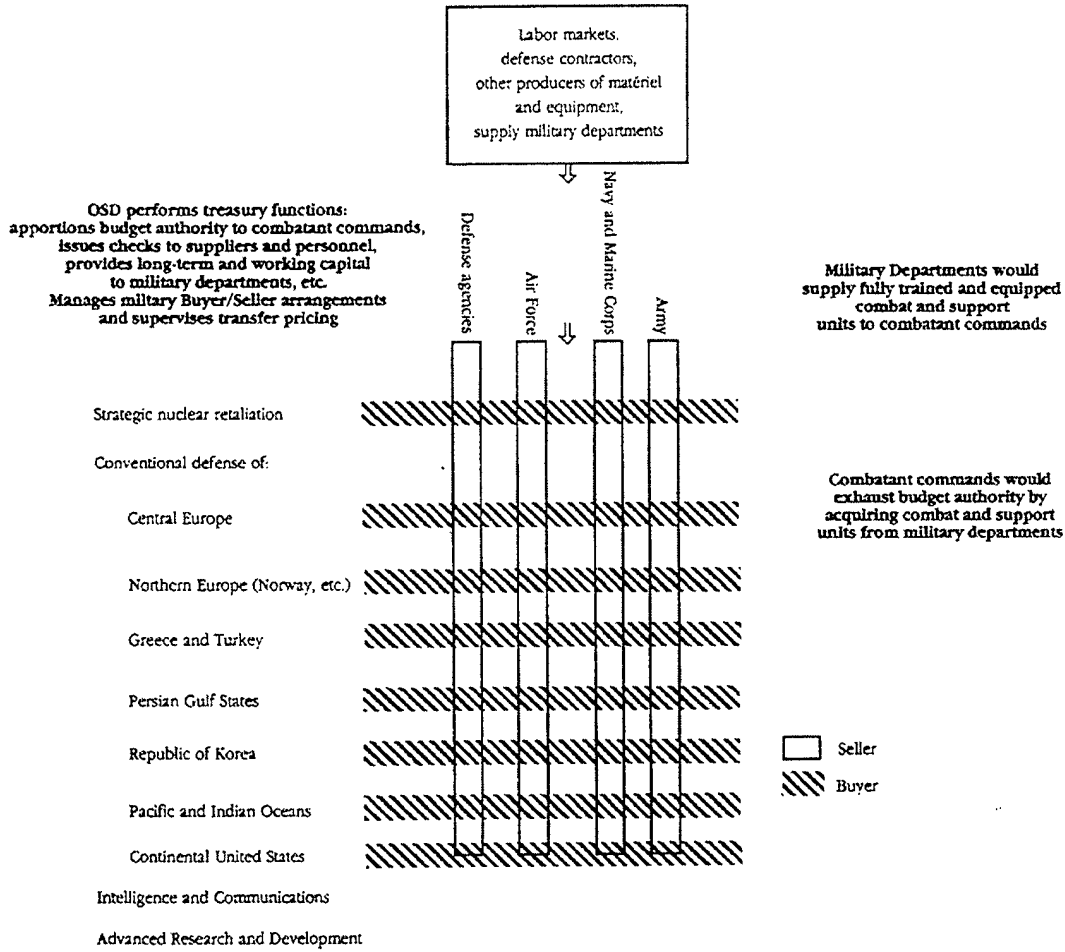 Labor markets,
defense contractors,
other producers of matériel
and equipment,
supply military departments
OSD performs treasury functions:
apportions budget authority to combatant commands,
issues checks to suppliers and personnel,
provides long-term and working capital
to military departments, etc.
Manages military Buyer/Seller arrangements
and supervises transfer pricing
Defense agencies
Air Force
Navy and Marine Corps
Army
Military Departments would
supply fully trained and equipped
combat and support
units to combatant commands
Strategic nuclear retaliation
Conventional defense of:
Central Europe
Northern Europe (Norway, etc.)
Greece and Turkey
Persian Gulf States
Republic of Korea
Pacific and Indian Oceans
Continental United States
Intelligence and Communications
Advanced Research and Development
Combatant commands would
exhaust budget authority by
acquiring combat and support
units from military departments
Seller
Buyer